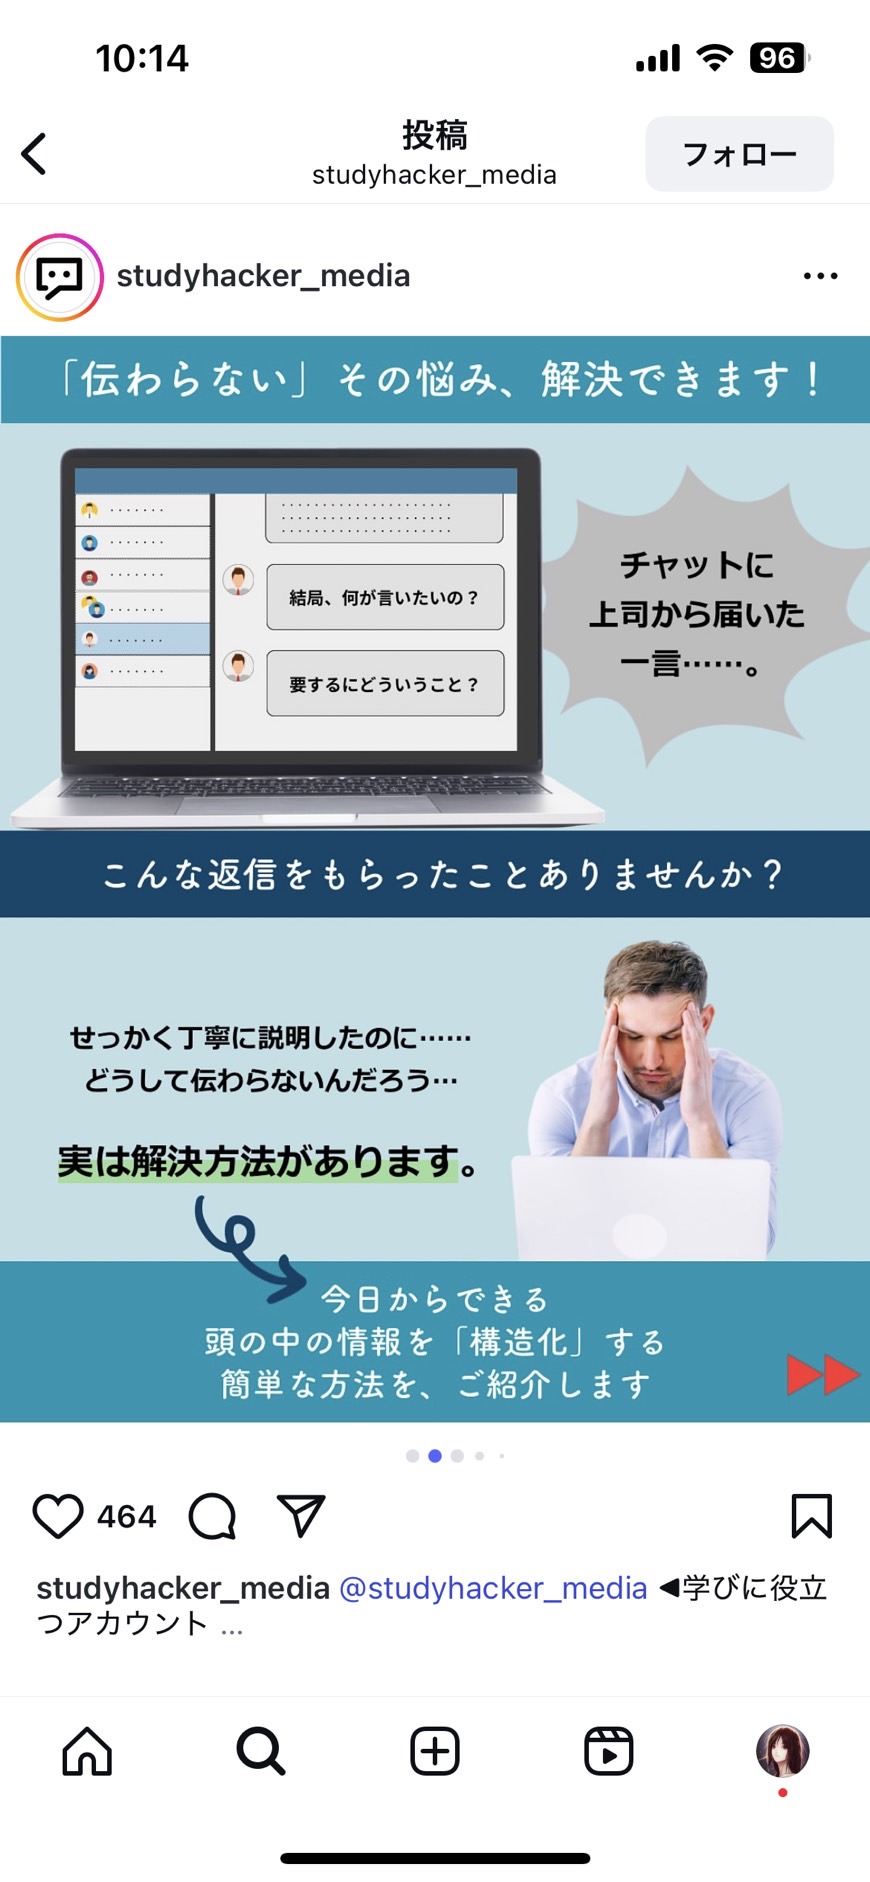 10:14
96
投稿
studyhacker_media
フォロー
studyhacker_media
「伝わらない」その悩み、解決できます！
結局、何が言いたいの？
要するにどういうこと？
チャットに
上司から届いた
一言……。
こんな返信をもらったことありませんか？
せっかく丁寧に説明したのに……
どうして伝わらないんだろう…
実は解決方法があります。
今日からできる
頭の中の情報を「構造化」する
簡単な方法を、ご紹介します
464
studyhacker_media @studyhacker_media ◀学びに役立
つアカウント ...